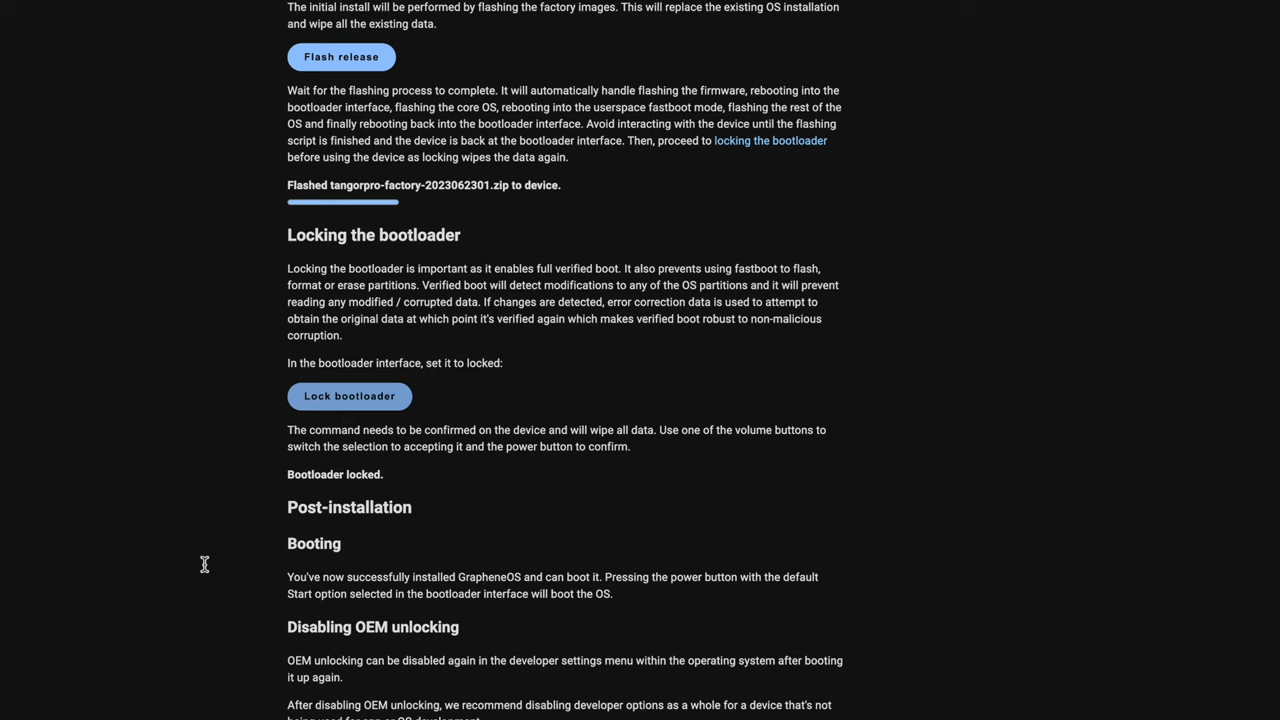 The initial install will be performed by flashing the factory images. This will replace the existing OS installation
and wipe all the existing data.
Flash release
Wait for the flashing process to complete. It will automatically handle flashing the firmware, rebooting into the
bootloader interface, flashing the core OS, rebooting into the userspace fastboot mode, flashing the rest of the
OS and finally rebooting back into the bootloader interface. Avoid interacting with the device until the flashing
script is finished and the device is back at the bootloader interface. Then, proceed to locking the bootloader
before using the device as locking wipes the data again.
Flashed tangorpro-factory-2023062301.zip to device.
Locking the bootloader
Locking the bootloader is important as it enables full verified boot. It also prevents using fastboot to flash,
format or erase partitions. Verified boot will detect modifications to any of the OS partitions and it will prevent
reading any modified / corrupted data. If changes are detected, error correction data is used to attempt to
obtain the original data at which point it's verified again which makes verified boot robust to non-malicious
corruption.
In the bootloader interface, set it to locked:
Lock bootloader
The command needs to be confirmed on the device and will wipe all data. Use one of the volume buttons to
switch the selection to accepting it and the power button to confirm.
Bootloader locked.
Post-installation
Booting
You've now successfully installed GrapheneOS and can boot it. Pressing the power button with the default
Start option selected in the bootloader interface will boot the OS.
Disabling OEM unlocking
OEM unlocking can be disabled again in the developer settings menu within the operating system after booting
it up again.
After disabling OEM unlocking, we recommend disabling developer options as a whole for a device that's not
being used for app or OS development.